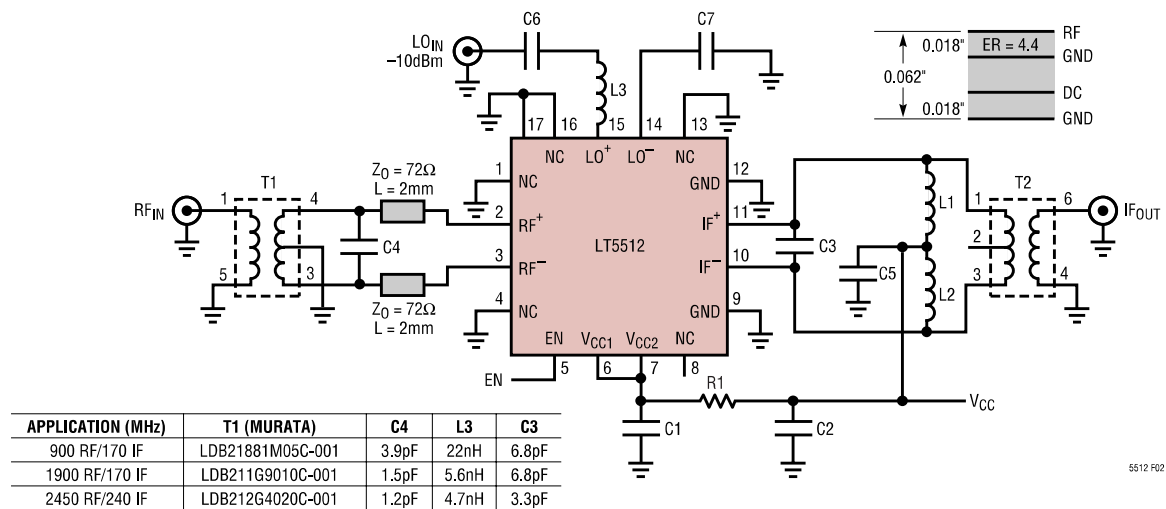 C6
C7
LO_IN
–10dBm
L3
0.018"
ER = 4.4
RF
GND
0.062"
DC
0.018"
GND
17
16
15
14
13
NC
LO+
LO–
NC
Z0 = 72Ω
L = 2mm
1
NC
GND
12
T1
1
4
2
RF+
IF+
11
L1
1
T2
6
RF_IN
IF_OUT
C4
LT5512
C3
2
C5
5
3
3
RF–
IF–
10
L2
3
4
Z0 = 72Ω
L = 2mm
4
NC
GND
9
EN
VCC1
VCC2
NC
EN
5
6
7
8
R1
VCC
C1
C2
APPLICATION (MHz) T1 (MURATA) C4 L3 C3
900 RF/170 IF LDB21881M05C-001 3.9pF 22nH 6.8pF
1900 RF/170 IF LDB211G9010C-001 1.5pF 5.6nH 6.8pF
2450 RF/240 IF LDB212G4020C-001 1.2pF 4.7nH 3.3pF
5512 F02